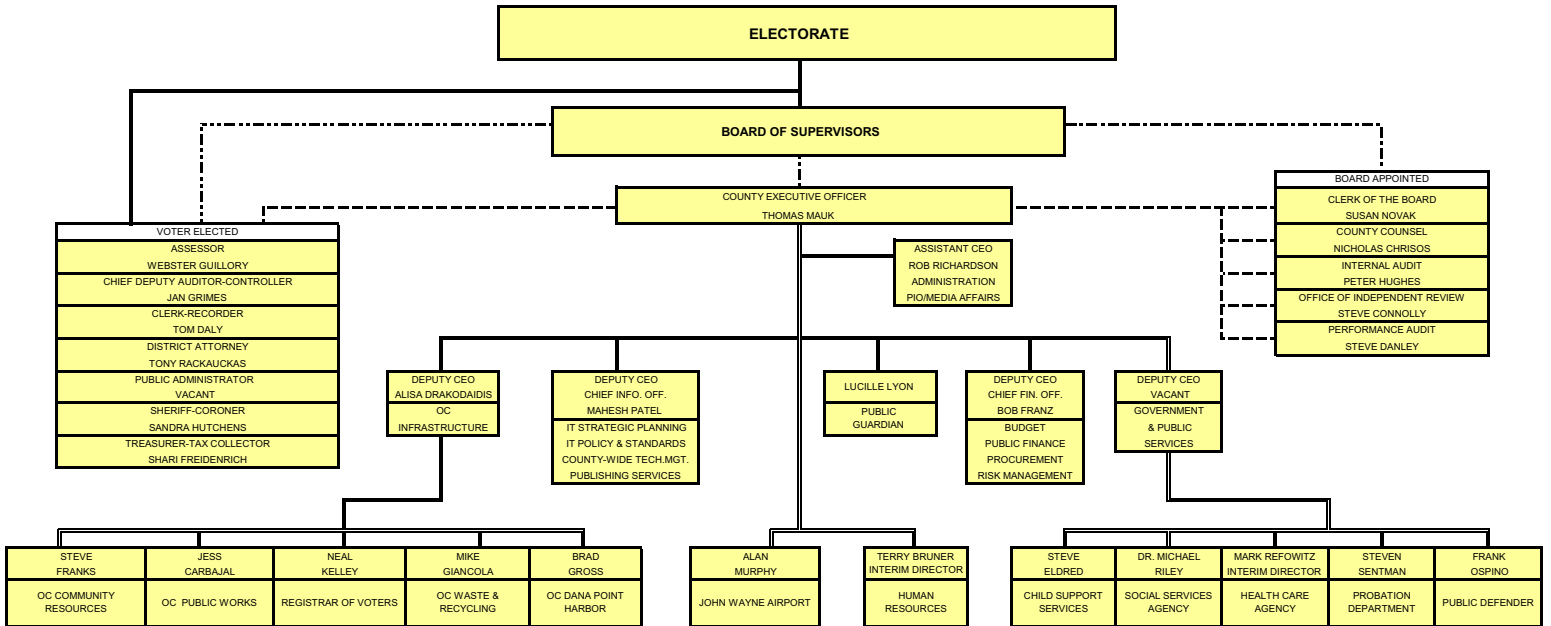 ELECTORATE
BOARD OF SUPERVISORS
COUNTY EXECUTIVE OFFICER
THOMAS MAUK
BOARD APPOINTED
CLERK OF THE BOARD
SUSAN NOVAK
COUNTY COUNSEL
NICHOLAS CHRISOS
INTERNAL AUDIT
PETER HUGHES
OFFICE OF INDEPENDENT REVIEW
STEVE CONNOLLY
PERFORMANCE AUDIT
STEVE DANLEY
VOTER ELECTED
ASSESSOR
WEBSTER GUILLORY
CHIEF DEPUTY AUDITOR-CONTROLLER
JAN GRIMES
CLERK-RECORDER
TOM DALY
DISTRICT ATTORNEY
TONY RACKAUCKAS
PUBLIC ADMINISTRATOR
VACANT
SHERIFF-CORONER
SANDRA HUTCHENS
TREASURER-TAX COLLECTOR
SHARI FREIDENRICH
ASSISTANT CEO
ROB RICHARDSON
ADMINISTRATION
PIO/MEDIA AFFAIRS
DEPUTY CEO
ALISA DRAKODAIDIS
OC
INFRASTRUCTURE
DEPUTY CEO
CHIEF INFO. OFF.
MAHESH PATEL
IT STRATEGIC PLANNING
IT POLICY & STANDARDS
COUNTY-WIDE TECH.MGT.
PUBLISHING SERVICES
LUCILLE LYON
PUBLIC
GUARDIAN
DEPUTY CEO
CHIEF FIN. OFF.
BOB FRANZ
BUDGET
PUBLIC FINANCE
PROCUREMENT
RISK MANAGEMENT
DEPUTY CEO
VACANT
GOVERNMENT
& PUBLIC
SERVICES
STEVE
FRANKS
OC COMMUNITY
RESOURCES
JESS
CARBAJAL
OC PUBLIC WORKS
NEAL
KELLEY
REGISTRAR OF VOTERS
MIKE
GIANCOLA
OC WASTE &
RECYCLING
BRAD
GROSS
OC DANA POINT
HARBOR
ALAN
MURPHY
JOHN WAYNE AIRPORT
TERRY BRUNER
INTERIM DIRECTOR
HUMAN
RESOURCES
STEVE
ELDRED
CHILD SUPPORT
SERVICES
DR. MICHAEL
RILEY
SOCIAL SERVICES
AGENCY
MARK REFOWITZ
INTERIM DIRECTOR
HEALTH CARE
AGENCY
STEVEN
SENTMAN
PROBATION
DEPARTMENT
FRANK
OSPINO
PUBLIC DEFENDER